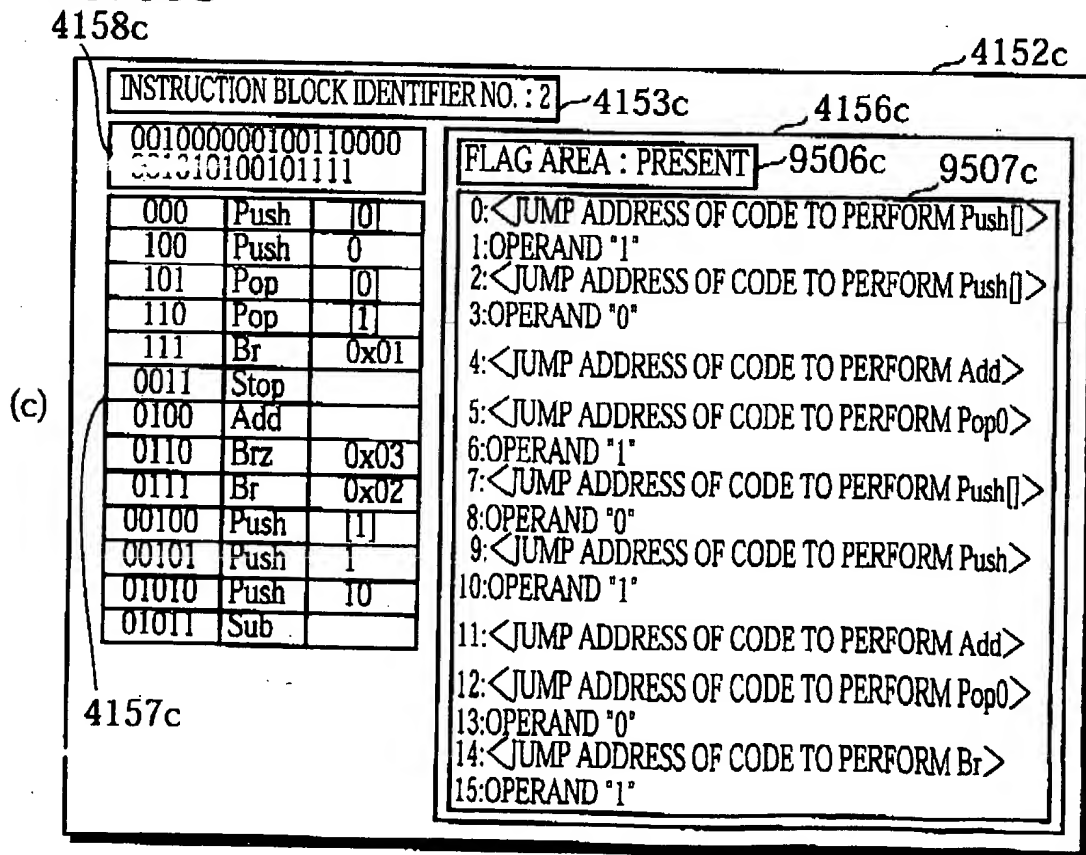 4158c
4152c
INSTRUCTION BLOCK IDENTIFIER NO. : 2
4153c
4156c
001000000100110000
001010100101111
FLAG AREA : PRESENT
9506c
9507c
000 Push [0]
100 Push 0
101 Pop [0]
110 Pop [1]
111 Br 0x01
0011 Stop
0100 Add
0110 Brz 0x03
0111 Br 0x02
00100 Push [1]
00101 Push 1
01010 Push 10
01011 Sub
(c)
4157c
0:<JUMP ADDRESS OF CODE TO PERFORM Push[]>
1:OPERAND "1"
2:<JUMP ADDRESS OF CODE TO PERFORM Push[]>
3:OPERAND "0"
4:<JUMP ADDRESS OF CODE TO PERFORM Add>
5:<JUMP ADDRESS OF CODE TO PERFORM Pop0>
6:OPERAND "1"
7:<JUMP ADDRESS OF CODE TO PERFORM Push[]>
8:OPERAND "0"
9:<JUMP ADDRESS OF CODE TO PERFORM Push>
10:OPERAND "1"
11:<JUMP ADDRESS OF CODE TO PERFORM Add>
12:<JUMP ADDRESS OF CODE TO PERFORM Pop0>
13:OPERAND "0"
14:<JUMP ADDRESS OF CODE TO PERFORM Br>
15:OPERAND "1"